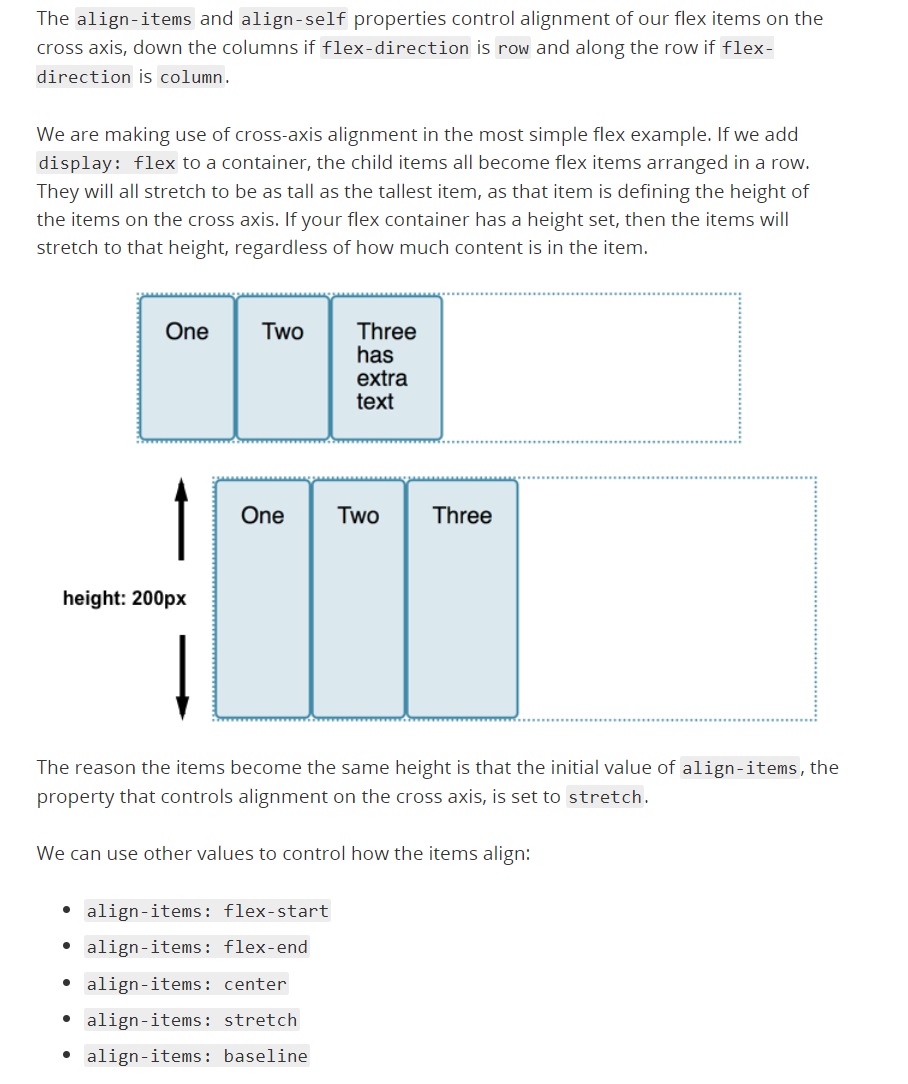 The align-items and align-self properties control alignment of our flex items on the
cross axis, down the columns if flex-direction is row and along the row if flex-
direction is column.
We are making use of cross-axis alignment in the most simple flex example. If we add
display: flex to a container, the child items all become flex items arranged in a row.
They will all stretch to be as tall as the tallest item, as that item is defining the height of
the items on the cross axis. If your flex container has a height set, then the items will
stretch to that height, regardless of how much content is in the item.
One Two Three
has
extra
text
One Two Three
height: 200px
The reason the items become the same height is that the initial value of align-items, the
property that controls alignment on the cross axis, is set to stretch.
We can use other values to control how the items align:
• align-items: flex-start
• align-items: flex-end
• align-items: center
• align-items: stretch
• align-items: baseline